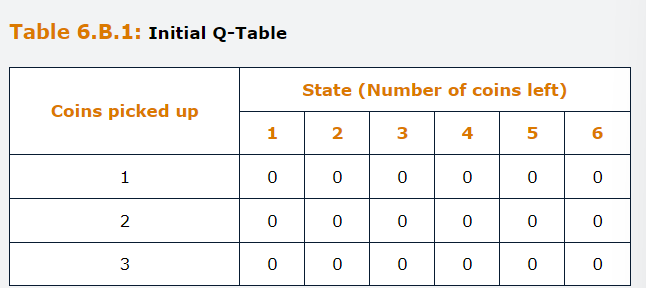 Table 6.B.1: Initial Q-Table
Coins picked up
State (Number of coins left)
1 2 3 4 5 6
1 0 0 0 0 0 0
2 0 0 0 0 0 0
3 0 0 0 0 0 0